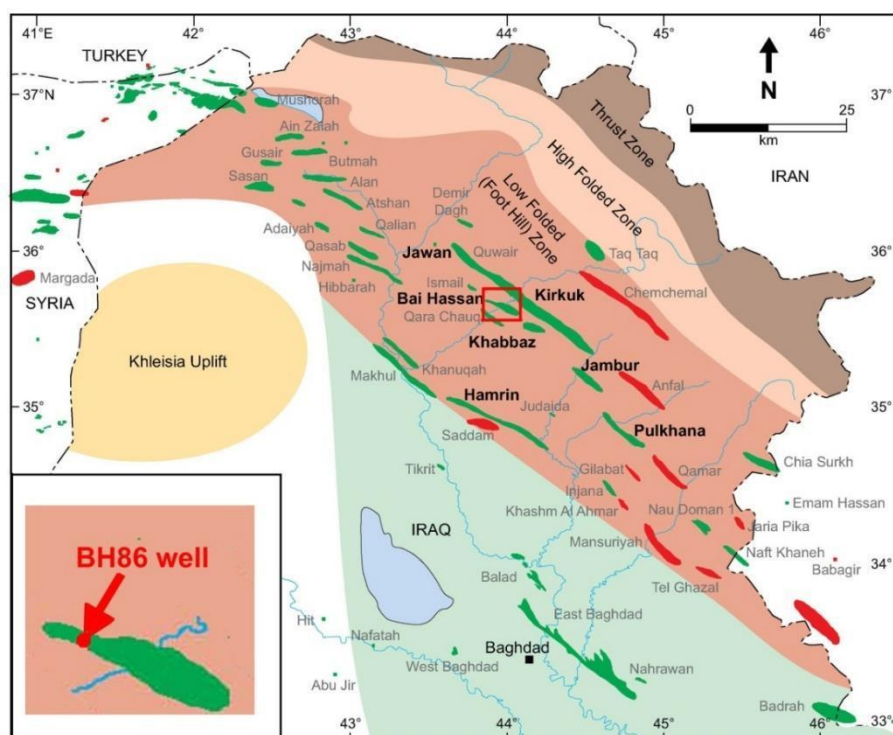 41°E
42°
43°
44°
45°
46°
TURKEY
37°N
37°
N
0
25
km
Thrust Zone
High Folded Zone
Low Folded
(Foot Hill) Zone
IRAN
Mushorah
Ain Zalah
Gusair
Butmah
Sasan
Alan
Atshan
Demir
Dagh
Adaiyah
Qalian
Qasab
Najmah
Hibbarah
36°
36°
Jawan
Quwair
Taq Taq
Margada
SYRIA
Ismail
Bai Hassan
Kirkuk
Chemchemal
Qara Chauq
Khabbaz
Khleisia Uplift
Makhul
Khanuqah
Jambur
Anfal
35°
35°
Hamrin
Judaida
Saddam
Pulkhana
Tikrit
Gilabat
Qamar
Chia Surkh
Injana
Khashm Al Ahmar
Nau Doman 1
Emam Hassan
Jaria Pika
IRAQ
Mansuriyah
Naft Khaneh
34°
Babagir
Tel Ghazal
Balad
East Baghdad
Hit
Nafatah
Baghdad
West Baghdad
Nahrawan
Abu Jir
Badrah
BH86 well
43°
44°
45°
46°
33°